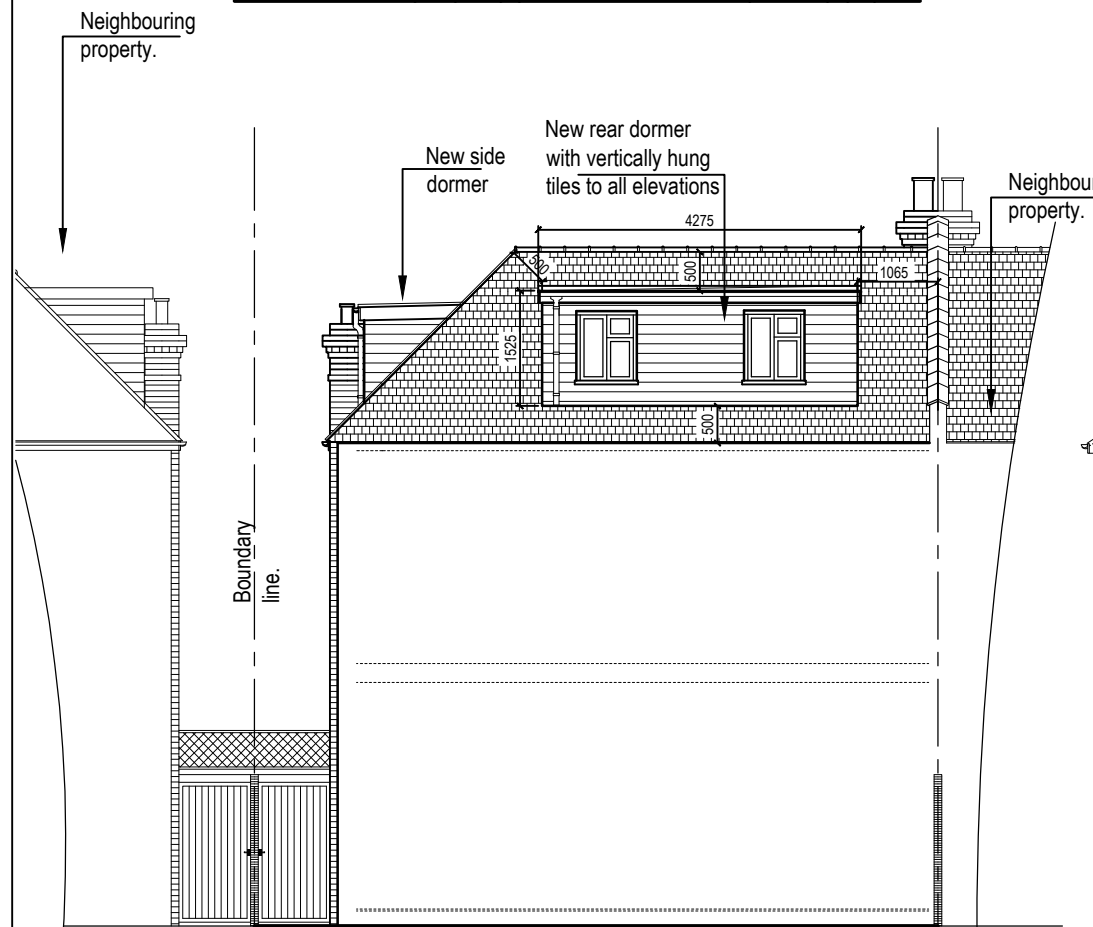 Neighbouring
property.
New side
dormer
New rear dormer
with vertically hung
tiles to all elevations
4275
500
500
1065
1525
500
property.
Boundary
line.